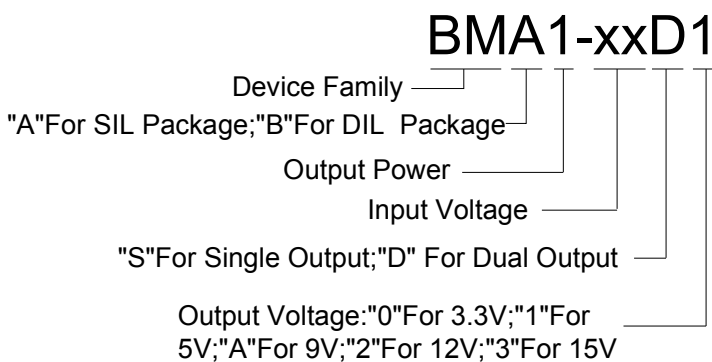 BMA1-xxD1
Device Family
"A"For SIL Package;"B"For DIL Package
Output Power
Input Voltage
"S"For Single Output;"D" For Dual Output
Output Voltage:"0"For 3.3V;"1"For
5V;"A"For 9V;"2"For 12V;"3"For 15V